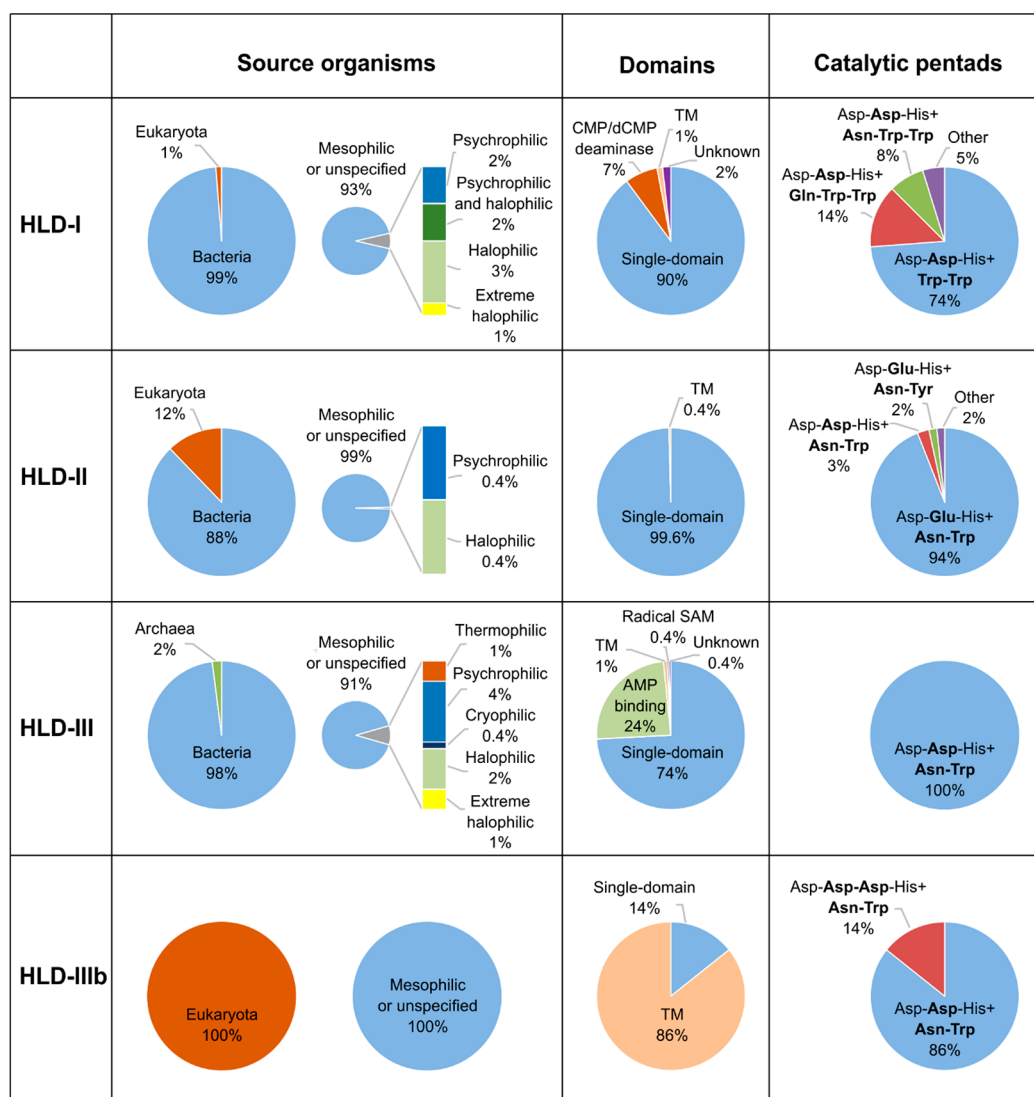 Source organisms
Domains
Catalytic pentads
HLD-I
Eukaryota
1%
Bacteria
99%
Mesophilic
or unspecified
93%
Psychrophilic
2%
Psychrophilic
and halophilic
2%
Halophilic
3%
Extreme
halophilic
1%
CMP/dCMP
deaminase
7%
TM
1%
Unknown
2%
Single-domain
90%
Asp-Asp-His+
Asn-Trp-Trp
8%
Other
5%
Asp-Asp-His+
Gln-Trp-Trp
14%
Asp-Asp-His+
Trp-Trp
74%
HLD-II
Eukaryota
12%
Bacteria
88%
Mesophilic
or unspecified
99%
Psychrophilic
0.4%
Halophilic
0.4%
TM
0.4%
Single-domain
99.6%
Asp-Glu-His+
Asn-Tyr
2%
Other
2%
Asp-Asp-His+
Asn-Trp
3%
Asp-Glu-His+
Asn-Trp
94%
HLD-III
Archaea
2%
Bacteria
98%
Mesophilic
or unspecified
91%
Thermophilic
1%
Psychrophilic
4%
Cryophilic
0.4%
Halophilic
2%
Extreme
halophilic
1%
Radical SAM
0.4%
TM
1%
Unknown
0.4%
AMP
binding
24%
Single-domain
74%
Asp-Asp-His+
Asn-Trp
100%
HLD-IIIb
Eukaryota
100%
Mesophilic
or unspecified
100%
Single-domain
14%
TM
86%
Asp-Asp-Asp-His+
Asn-Trp
14%
Asp-Asp-His+
Asn-Trp
86%